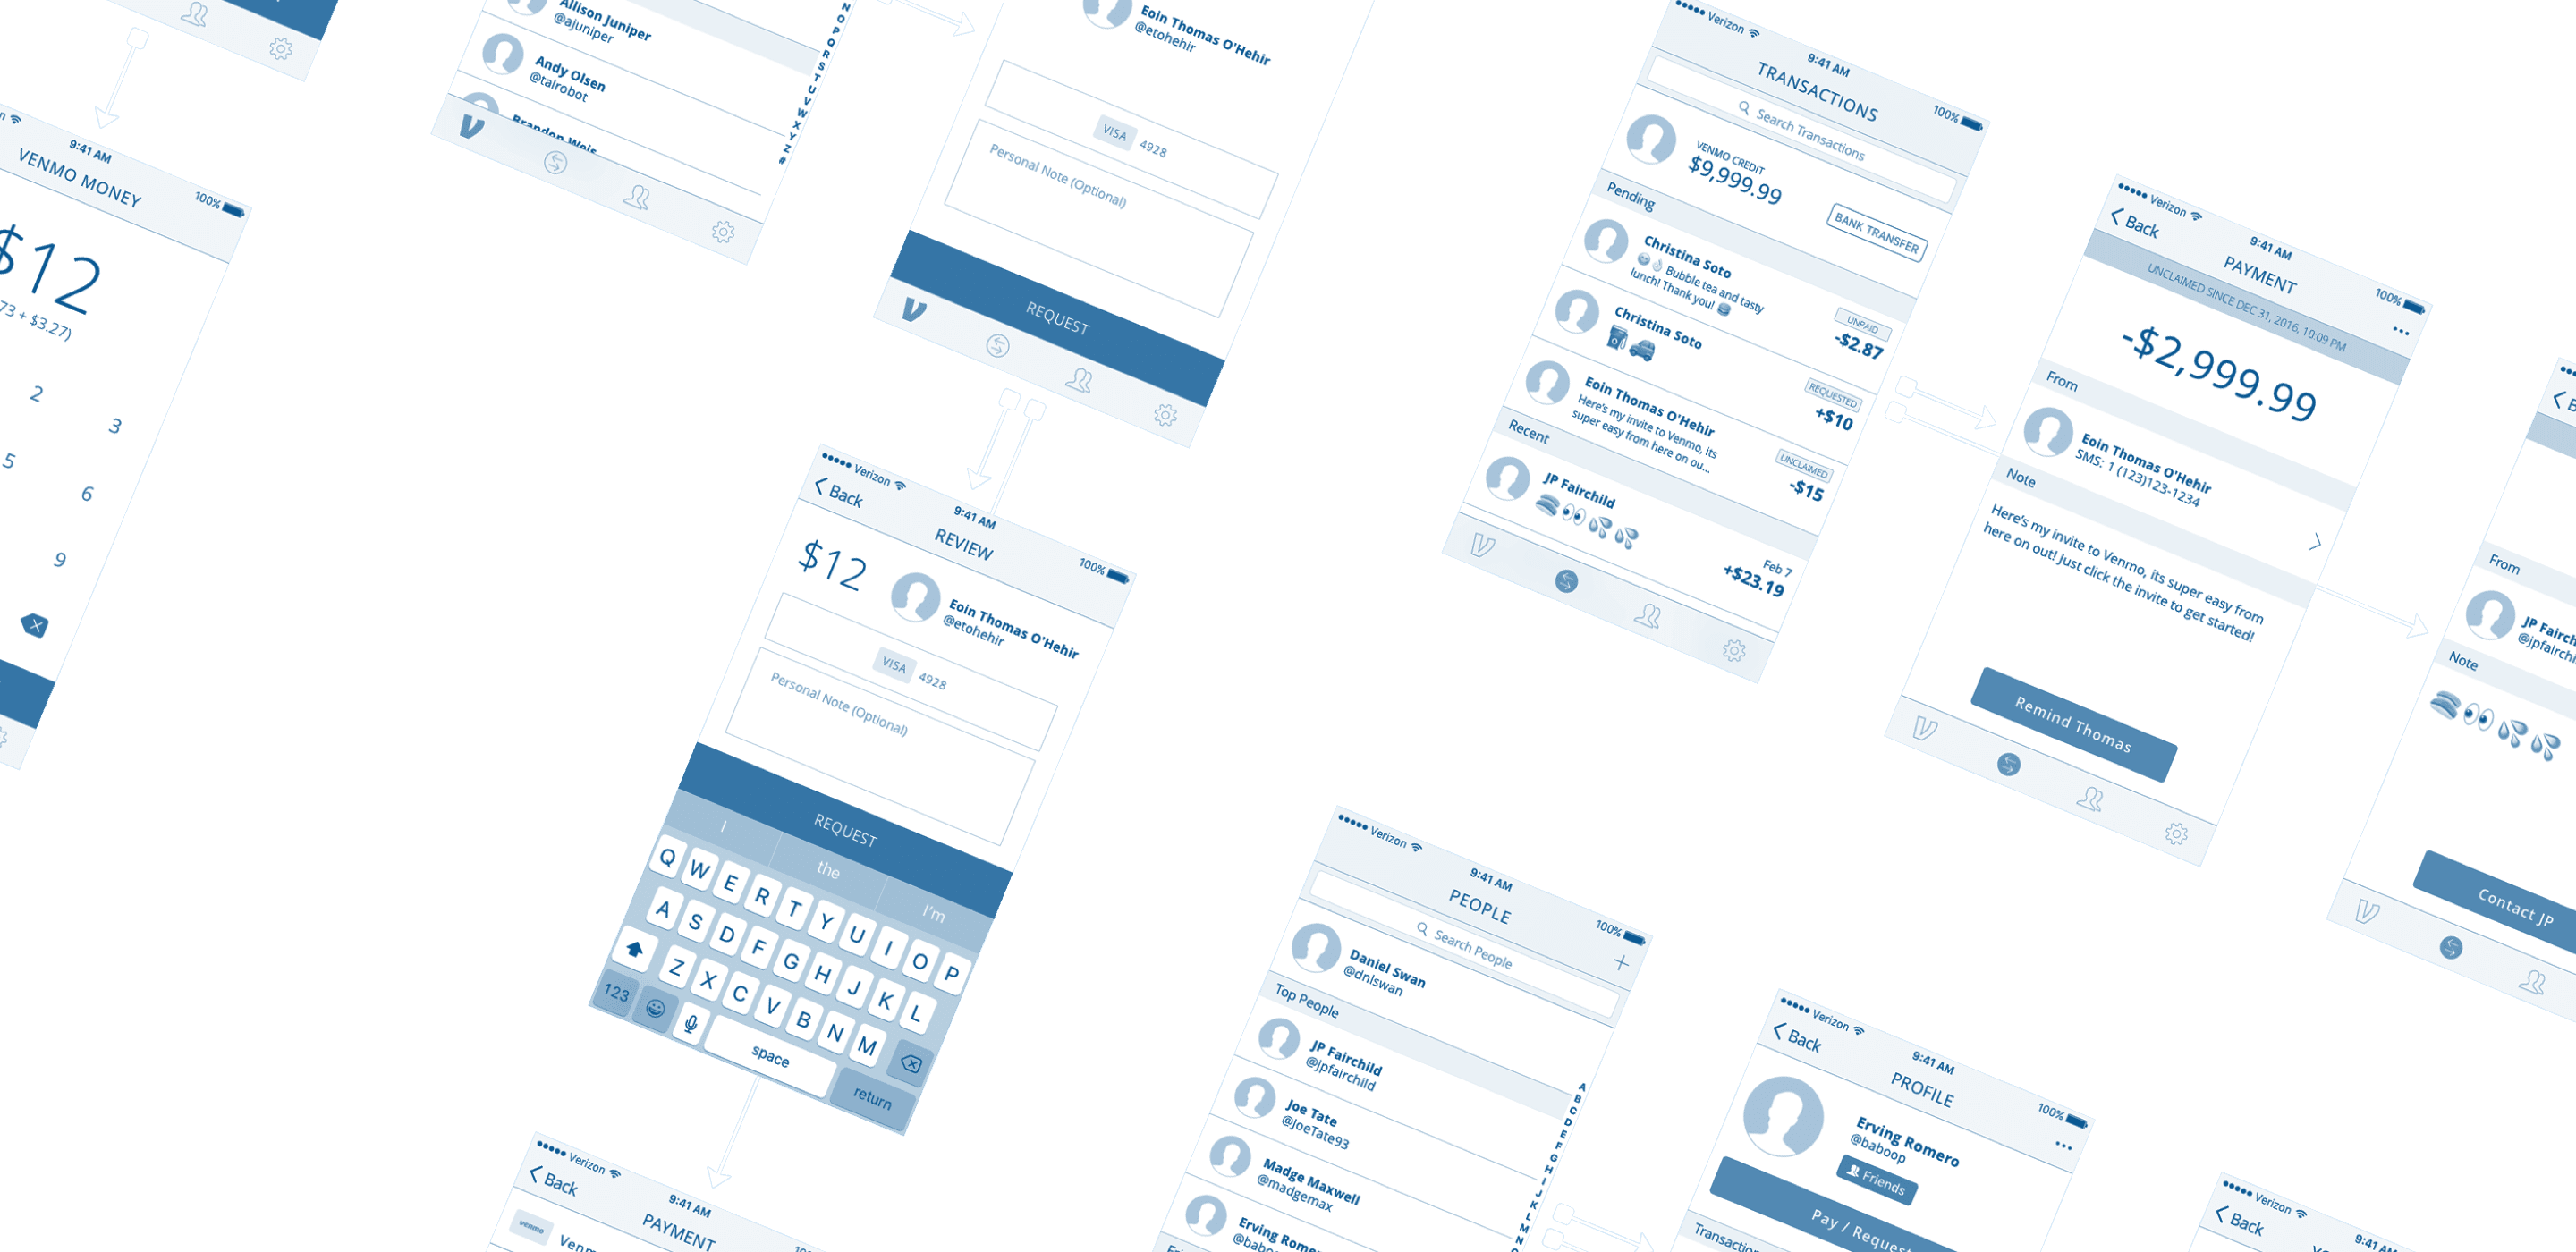 9:41 AM
100%
VENMO MONEY
$12
73 + $3.27)
2
3
5
6
9
Allison Juniper
@ajuniper
Andy Olsen
@talrobot
Brandon Weis
N
O
P
Q
R
S
T
U
V
W
X
Y
Z
#
Eoin Thomas O'Hehir
@etohehir
VISA 4928
Personal Note (Optional)
REQUEST
Verizon
9:41 AM
100%
Back
REVIEW
$12
Eoin Thomas O'Hehir
@etohehir
VISA 4928
Personal Note (Optional)
REQUEST
I the I'm
Q W E R T Y U I O P
A S D F G H J K L
Z X C V B N M
123 space return
Verizon
9:41 AM
Back
PAYMENT
venmo
Verizon
9:41 AM
100%
TRANSACTIONS
Search Transactions
VENMO CREDIT
$9,999.99
BANK TRANSFER
Pending
Christina Soto
Bubble tea and tasty
lunch! Thank you!
UNPAID
-$2.87
Christina Soto
REQUESTED
+$10
Eoin Thomas O'Hehir
Here's my invite to Venmo, its
super easy from here on ou...
UNCLAIMED
-$15
Recent
JP Fairchild
Feb 7
+$23.19
Verizon
9:41 AM
100%
Back
PAYMENT
...
UNCLAIMED SINCE DEC 31, 2016, 10:09 PM
-$2,999.99
From
Eoin Thomas O'Hehir
SMS: 1 (123)123-1234
Note
Here's my invite to Venmo, its super easy from
here on out! Just click the invite to get started!
Remind Thomas
From
JP Fairch
@jpfairchi
Note
Contact JP
Verizon
9:41 AM
100%
PEOPLE
+
Search People
Daniel Swan
@dnlswan
Top People
JP Fairchild
@jpfairchild
Joe Tate
@JoeTate93
Madge Maxwell
@madgemax
Erving Romero
@baboop
A
B
C
D
E
F
G
H
I
J
K
L
M
N
O
Verizon
9:41 AM
100%
Back
PROFILE
...
Erving Romero
@baboop
Friends
Pay / Request
Transaction
Verizon
9:41 AM
Back